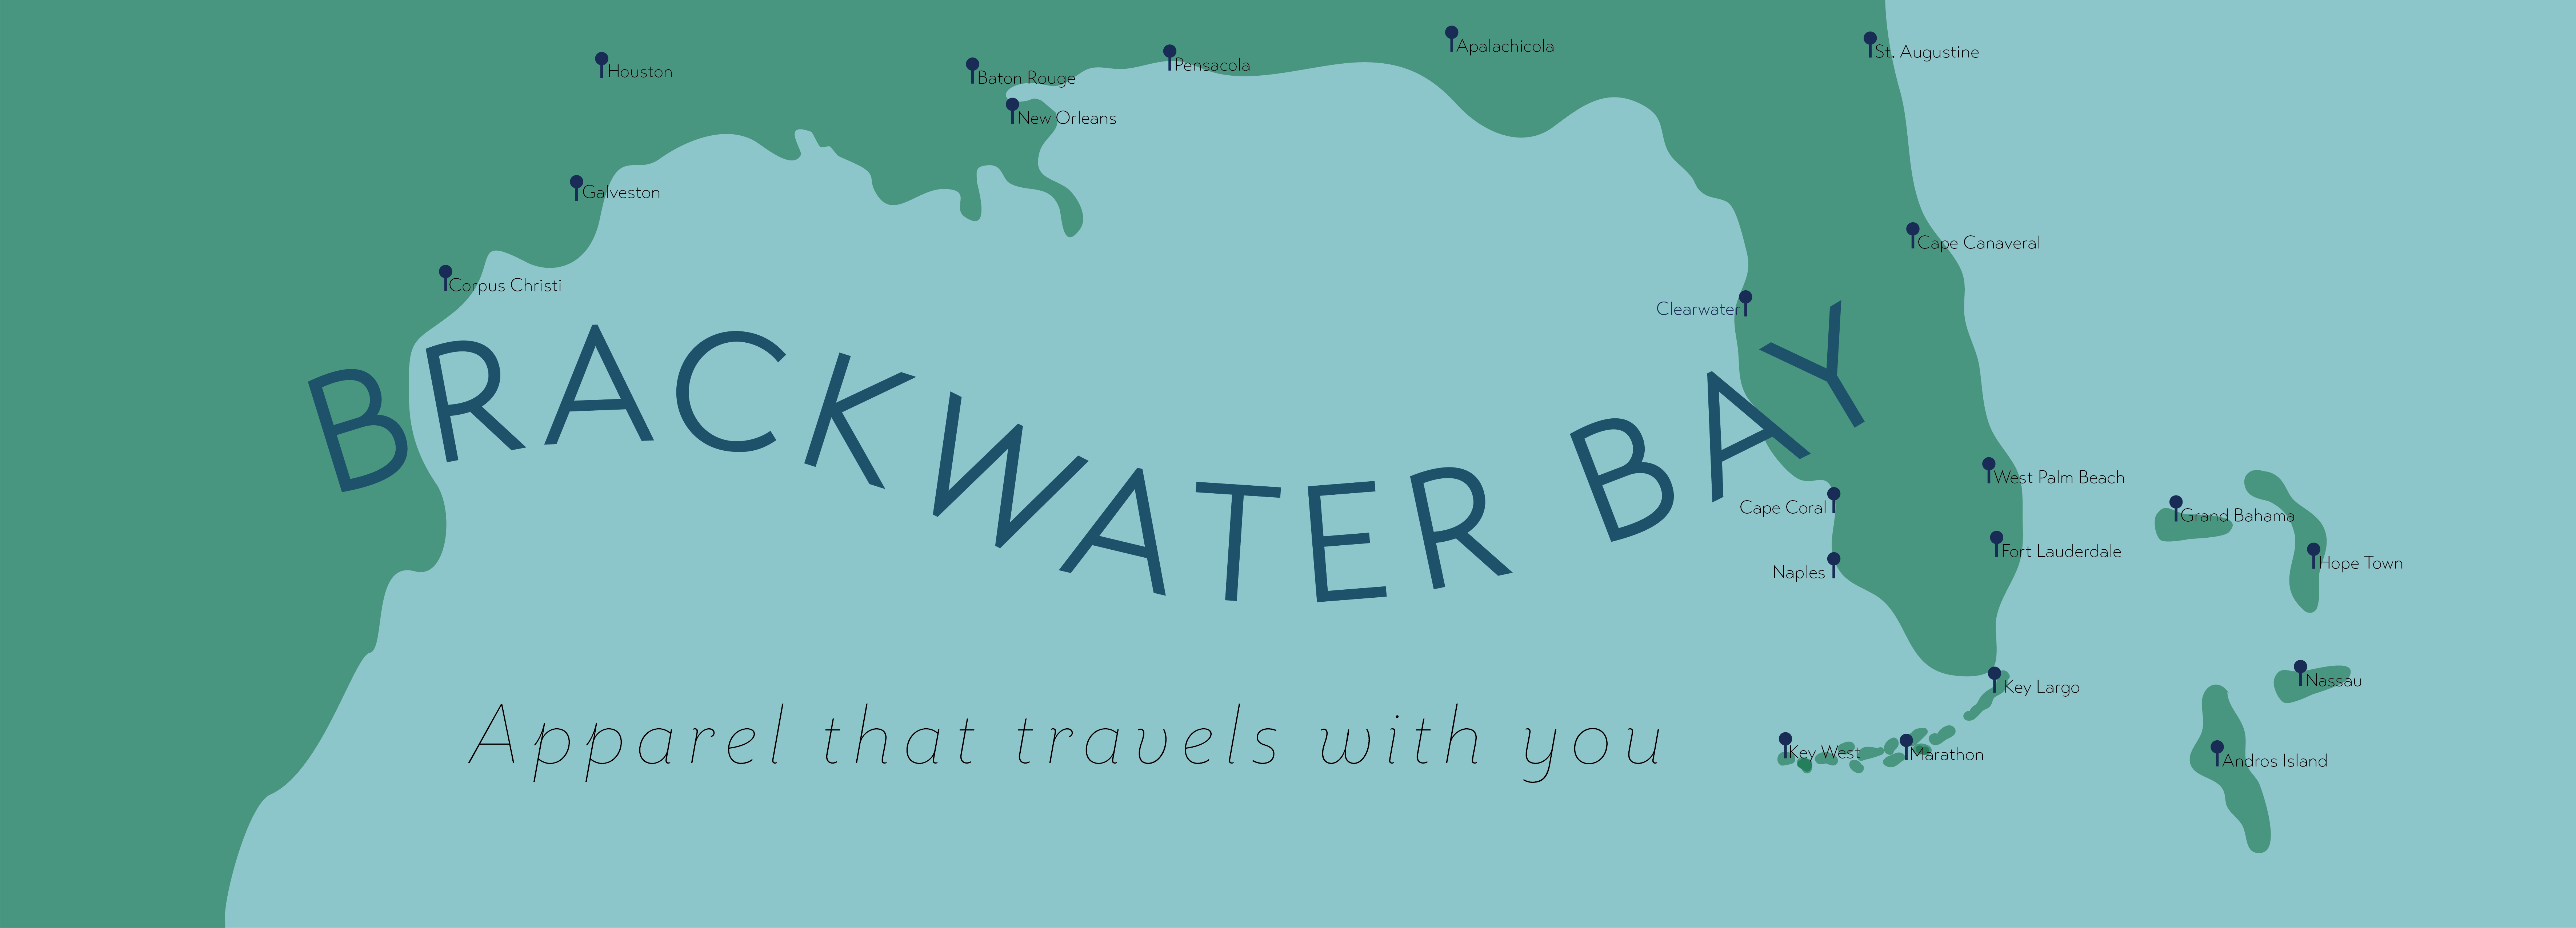 Apalachicola
St. Augustine
Pensacola
Houston
Baton Rouge
New Orleans
Galveston
Cape Canaveral
Corpus Christi
Clearwater
BRACKWATER BAY
West Palm Beach
Cape Coral
Grand Bahama
Fort Lauderdale
Hope Town
Naples
Nassau
Key Largo
Apparel that travels with you
Key West
Marathon
Andros Island